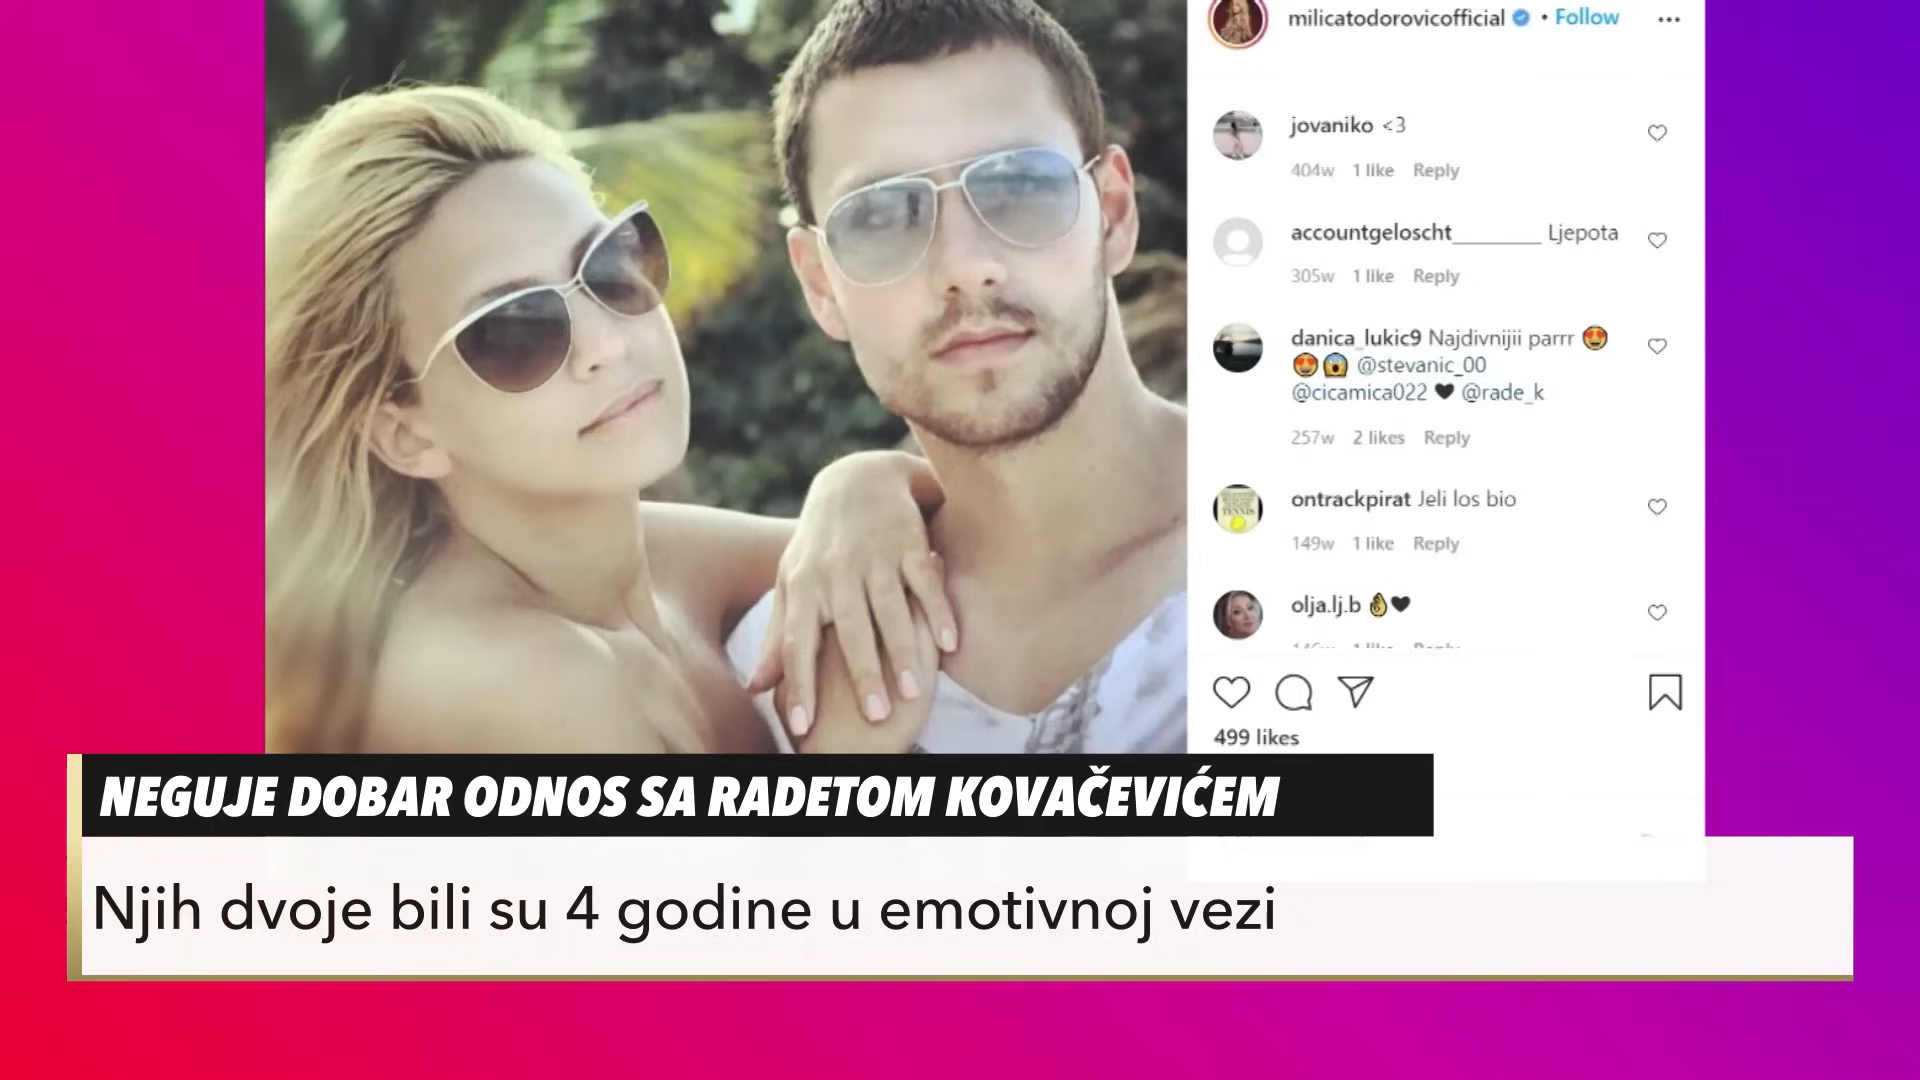 milicatodorovicofficial • Follow
jovaniko <3
404w 1 like Reply
accountgeloscht________ Ljepota
305w 1 like Reply
danica_lukic9 Najdivnijii parrr 😍
😍😱 @stevanic_00
@cicamica022 🖤 @rade_k
257w 2 likes Reply
TENNIS
ontrackpirat Jeli los bio
149w 1 like Reply
olja.lj.b 👌🖤
499 likes
NEGUJE DOBAR ODNOS SA RADETOM KOVAČEVIĆEM
Njih dvoje bili su 4 godine u emotivnoj vezi